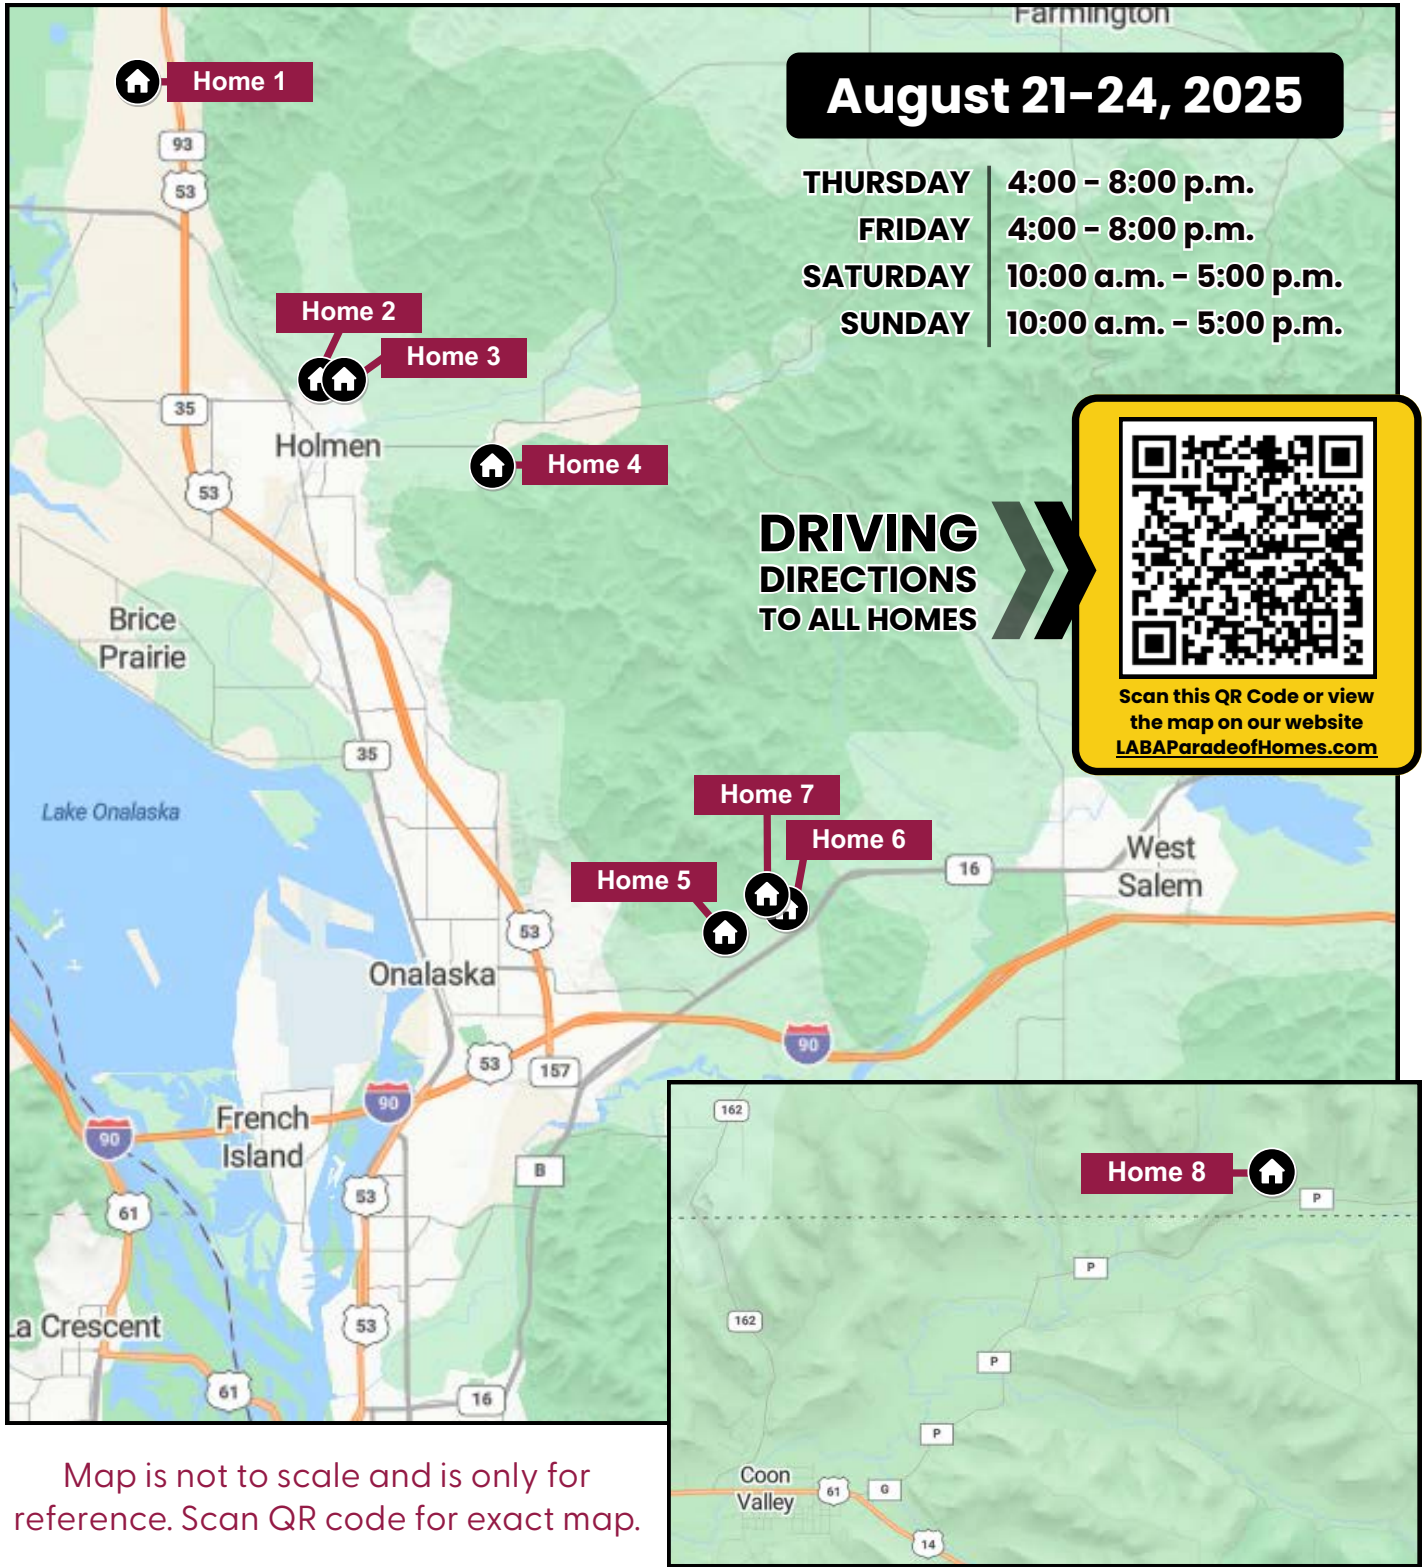 Farmington
Home 1
August 21-24, 2025
93
53
THURSDAY 4:00 - 8:00 p.m.
FRIDAY 4:00 - 8:00 p.m.
SATURDAY 10:00 a.m. - 5:00 p.m.
SUNDAY 10:00 a.m. - 5:00 p.m.
Home 2
Home 3
35
Holmen
Home 4
53
DRIVING
DIRECTIONS
TO ALL HOMES
Scan this QR Code or view
the map on our website
LABAParadeofHomes.com
Brice
Prairie
35
Lake Onalaska
Home 7
Home 6
Home 5
16
West
Salem
53
Onalaska
90
53
157
90
French
Island
90
B
53
61
La Crescent
53
61
16
162
Home 8
P
P
162
P
P
Coon
Valley
61
G
14
Map is not to scale and is only for
reference. Scan QR code for exact map.